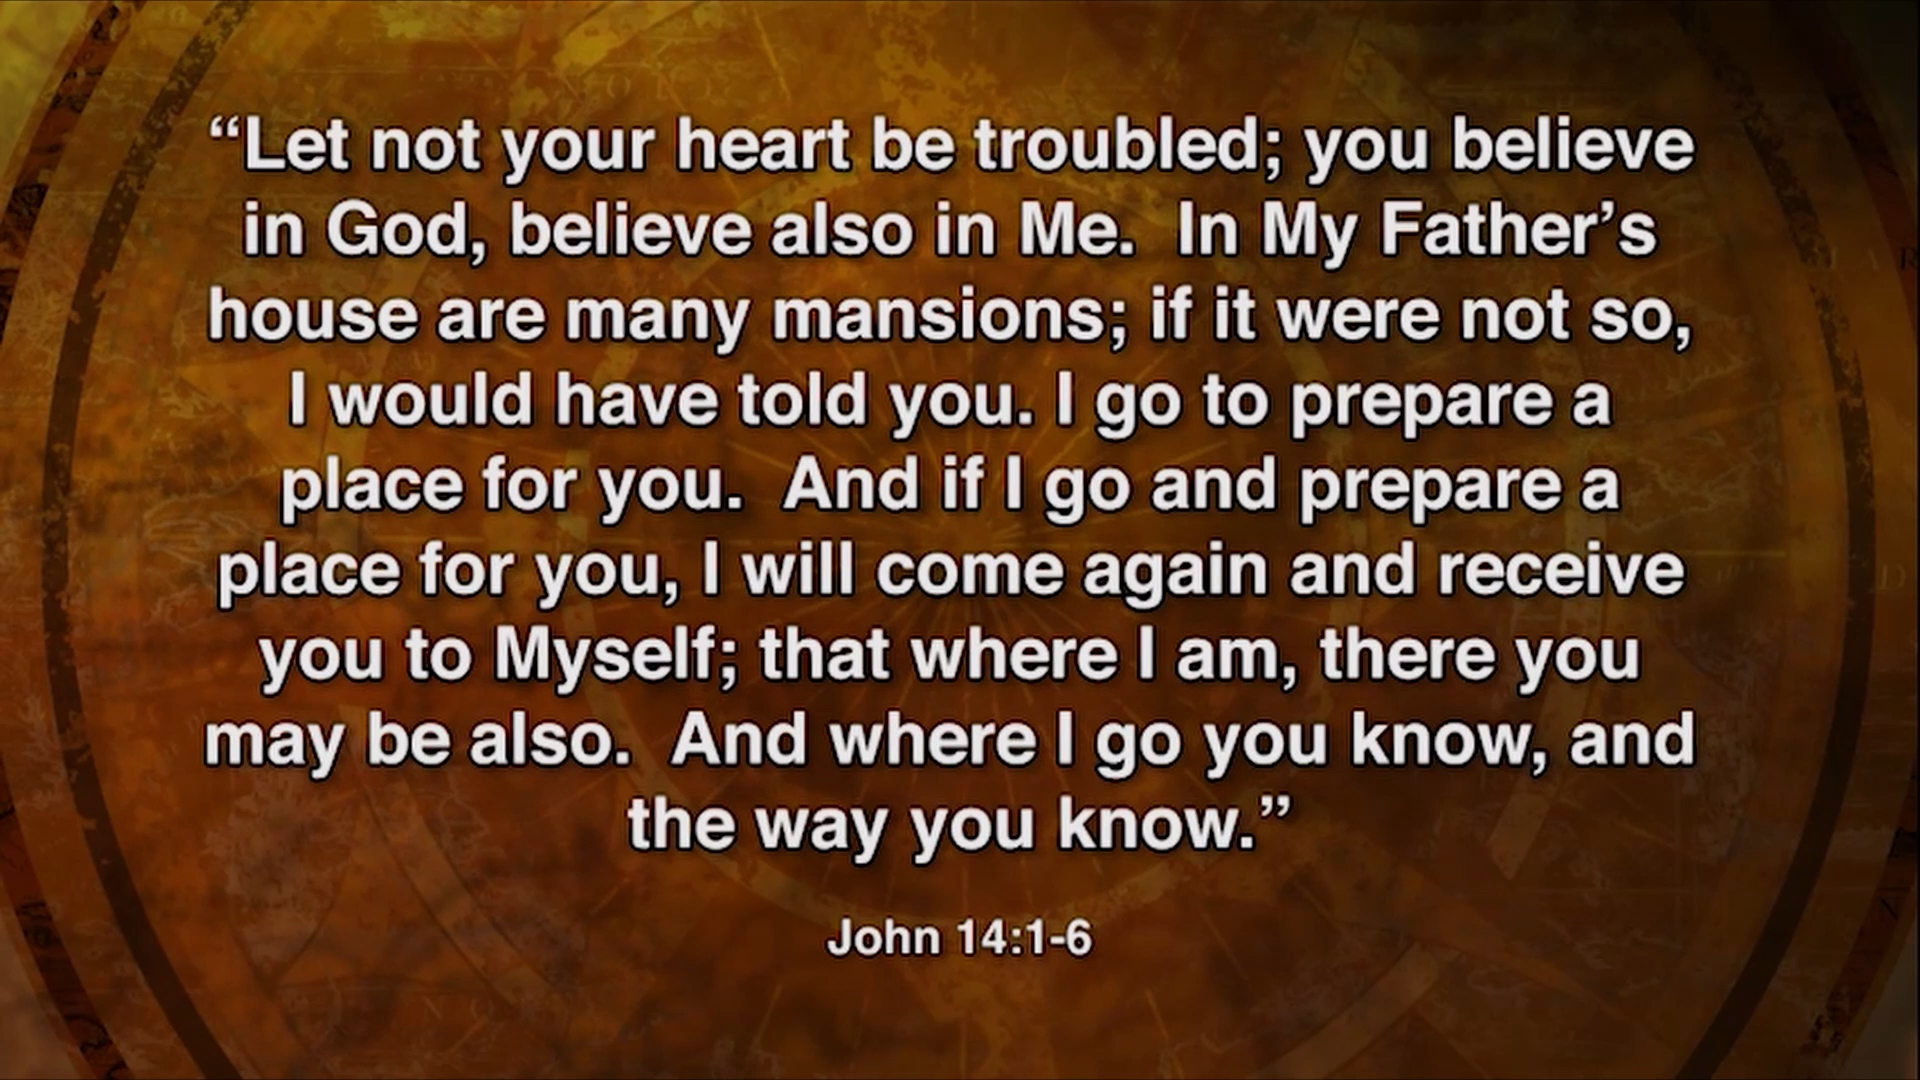 “Let not your heart be troubled; you believe
in God, believe also in Me.  In My Father’s
house are many mansions; if it were not so,
I would have told you. I go to prepare a
place for you.  And if I go and prepare a
place for you, I will come again and receive
you to Myself; that where I am, there you
may be also.  And where I go you know, and
the way you know.”
John 14:1-6